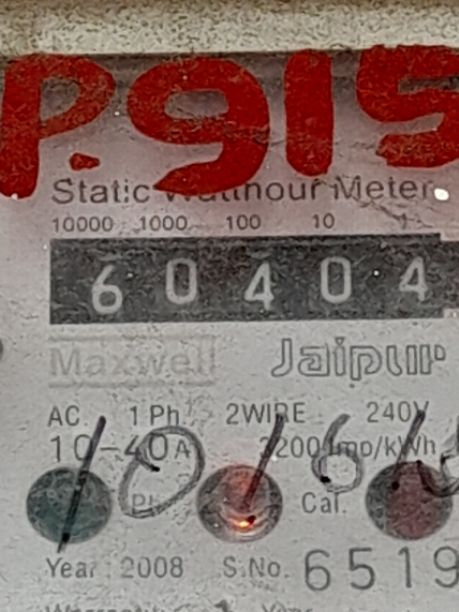 P.915
Static Watthour Meter
10000 1000 100 10 1
60404
Maxwell Jaipur
AC. 1 Ph. 2WIRE 240V
10-40A 3200 Imp/kWh
Cal.
Year : 2008 S.No. 6519